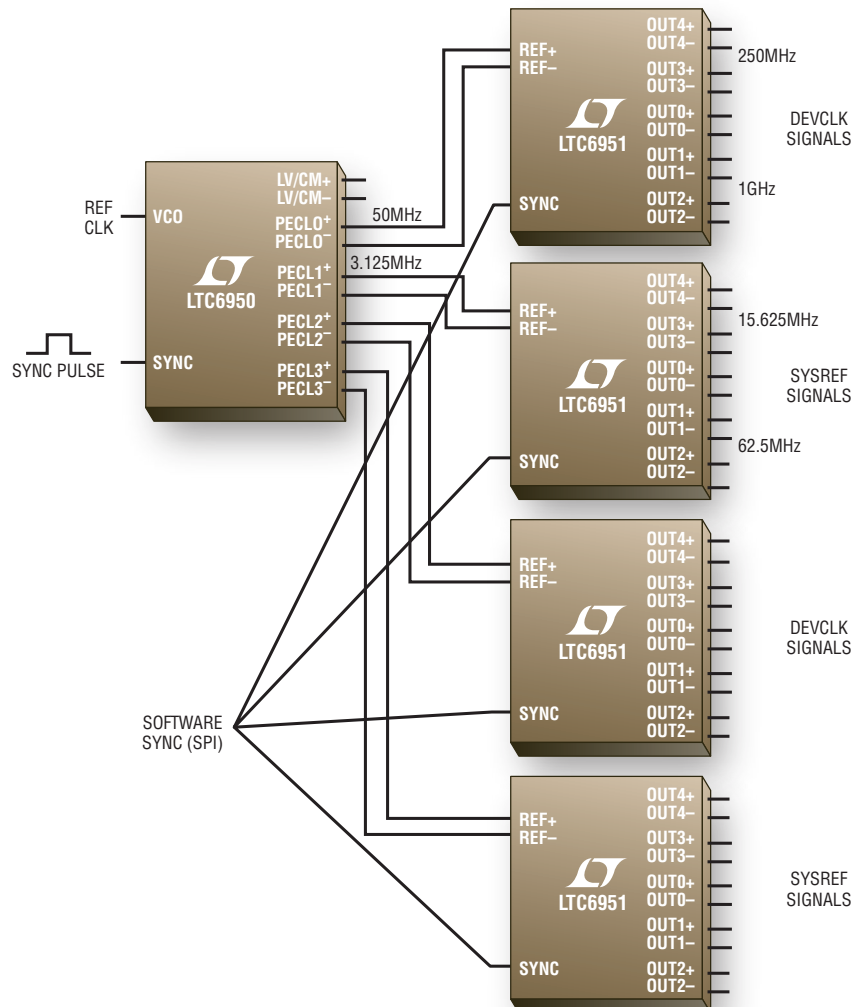 REF
CLK
VCO
LV/CM+
LV/CM–
PECL0+
PECL0–
PECL1+
PECL1–
PECL2+
PECL2–
PECL3+
PECL3–
LTC6950
SYNC
SYNC PULSE
50MHz
3.125MHz
SOFTWARE
SYNC (SPI)
REF+
REF–
LTC6951
SYNC
OUT4+
OUT4–
OUT3+
OUT3–
OUT0+
OUT0–
OUT1+
OUT1–
OUT2+
OUT2–
250MHz
DEVCLK
SIGNALS
1GHz
REF+
REF–
LTC6951
SYNC
OUT4+
OUT4–
OUT3+
OUT3–
OUT0+
OUT0–
OUT1+
OUT1–
OUT2+
OUT2–
15.625MHz
SYSREF
SIGNALS
62.5MHz
REF+
REF–
LTC6951
SYNC
OUT4+
OUT4–
OUT3+
OUT3–
OUT0+
OUT0–
OUT1+
OUT1–
OUT2+
OUT2–
DEVCLK
SIGNALS
REF+
REF–
LTC6951
SYNC
OUT4+
OUT4–
OUT3+
OUT3–
OUT0+
OUT0–
OUT1+
OUT1–
OUT2+
OUT2–
SYSREF
SIGNALS